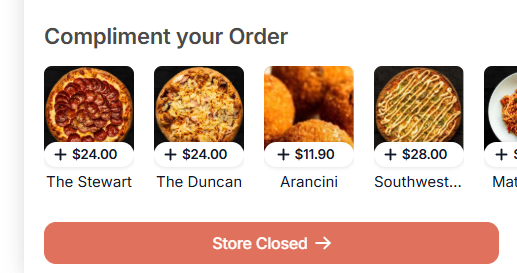 Compliment your Order
+ $24.00
+ $24.00
+ $11.90
+ $28.00
+ $
The Stewart
The Duncan
Arancini
Southwest...
Mat
Store Closed →